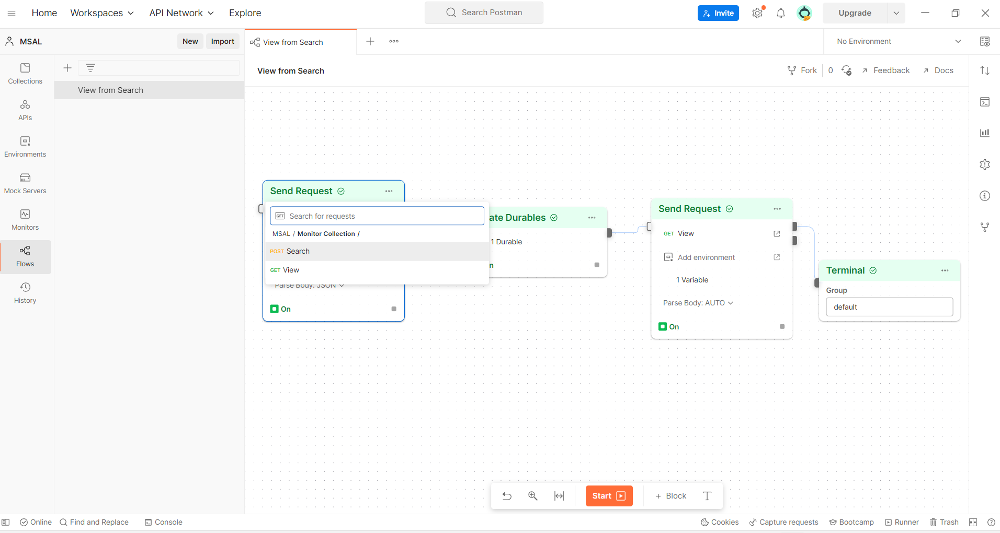 Home
Workspaces
API Network
Explore
Search Postman
Invite
Upgrade
MSAL
New
Import
View from Search
No Environment
Collections
APIs
Environments
Mock Servers
Monitors
Flows
History
View from Search
View from Search
Fork
0
Feedback
Docs
Send Request
GET Search for requests
MSAL / Monitor Collection /
POST Search
GET View
Parse Body: JSON
On
ate Durables
1 Durable
n
Send Request
GET View
Add environment
1 Variable
Parse Body: AUTO
On
Terminal
Group
default
Start
+ Block
T
Online
Find and Replace
Console
Cookies
Capture requests
Bootcamp
Runner
Trash